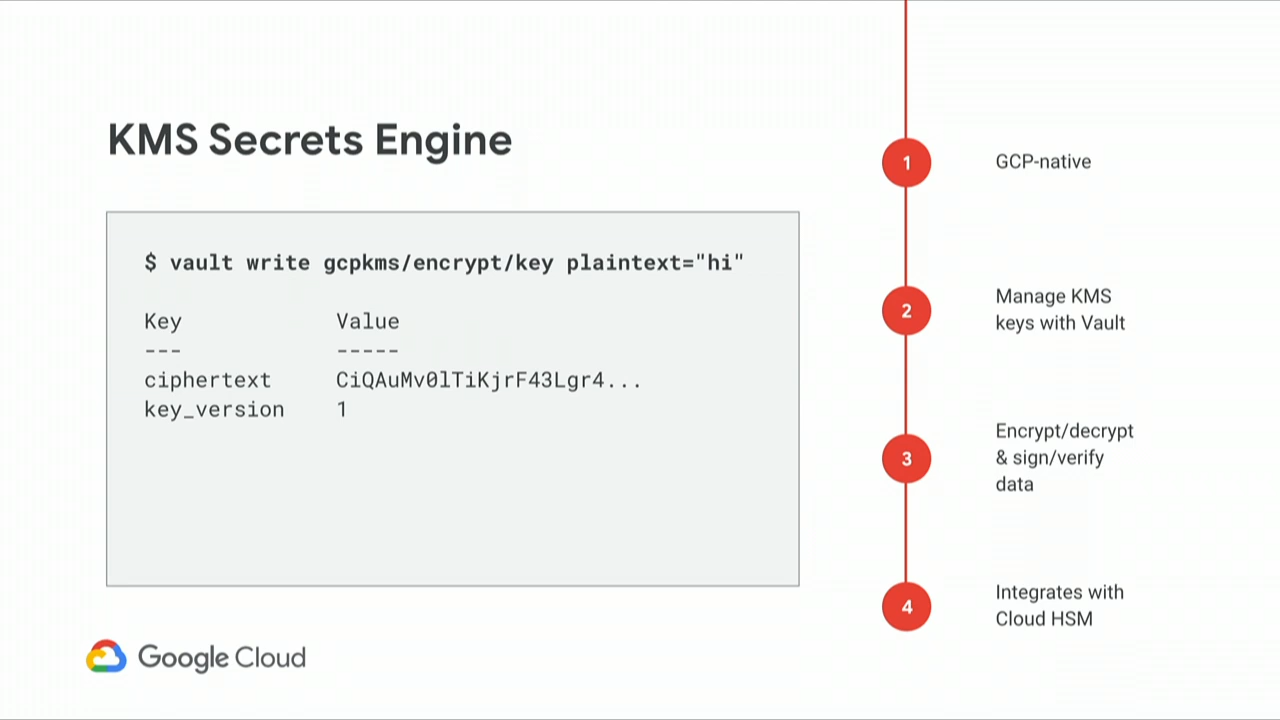 KMS Secrets Engine
$ vault write gcpkms/encrypt/key plaintext="hi"
Key Value
--- -----
ciphertext CiQAuMv0lTiKjrF43Lgr4...
key_version 1
1 GCP-native
2 Manage KMS
keys with Vault
3 Encrypt/decrypt
& sign/verify
data
4 Integrates with
Cloud HSM
Google Cloud